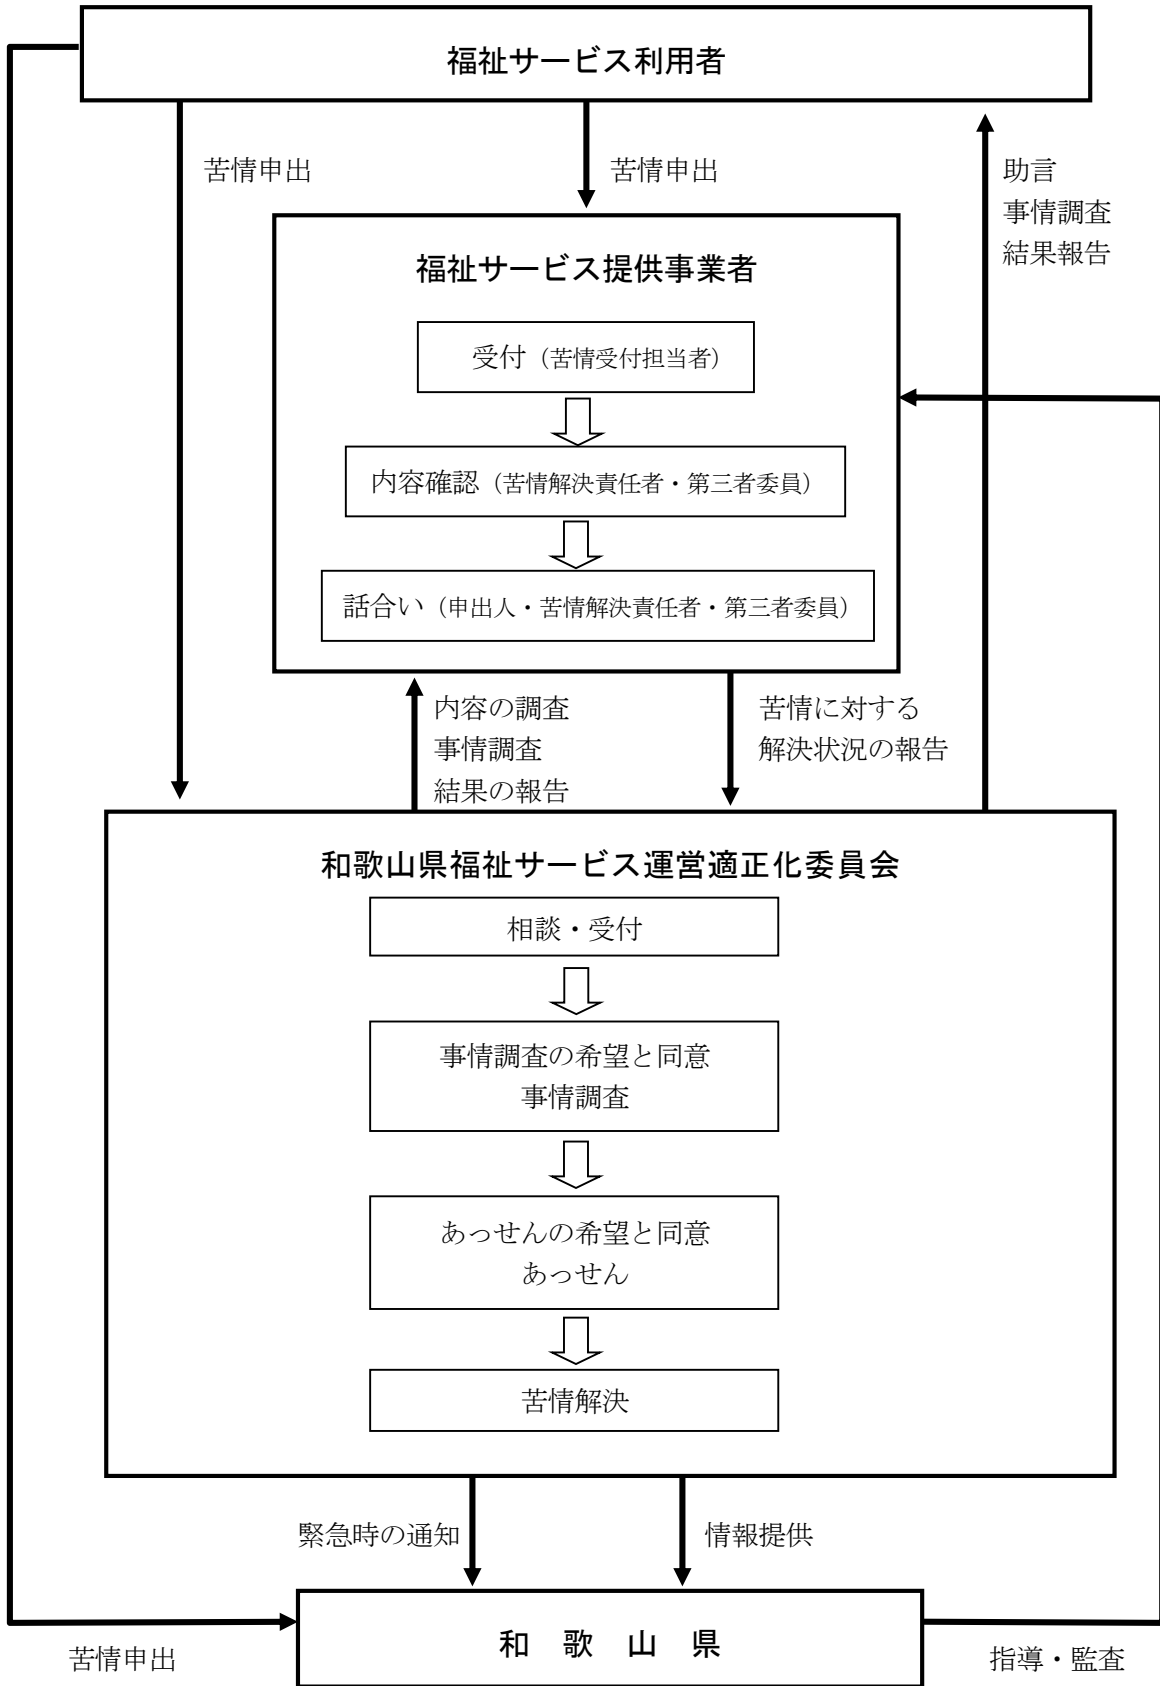 福祉サービス利用者
苦情申出
苦情申出
助言
事情調査
結果報告
福祉サービス提供事業者
受付（苦情受付担当者）
内容確認（苦情解決責任者・第三者委員）
話合い（申出人・苦情解決責任者・第三者委員）
内容の調査
事情調査
結果の報告
苦情に対する
解決状況の報告
和歌山県福祉サービス運営適正化委員会
相談・受付
事情調査の希望と同意
事情調査
あっせんの希望と同意
あっせん
苦情解決
緊急時の通知
情報提供
和　歌　山　県
苦情申出
指導・監査